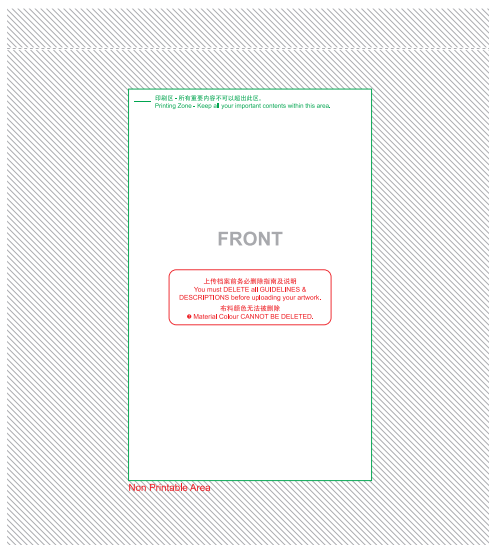 印刷区 - 所有重要内容不可以超出此区。
Printing Zone - Keep all your important contents within this area.
FRONT
上传档案前务必删除指南及说明
You must DELETE all GUIDELINES &
DESCRIPTIONS before uploading your artwork.
布料颜色无法被删除
Material Colour CANNOT BE DELETED.
Non Printable Area